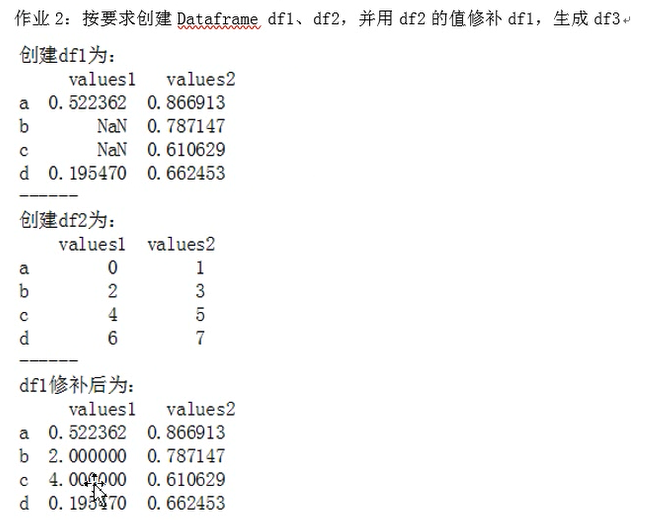 作业 2：按要求创建 Dataframe df1、df2，并用 df2 的值修补 df1，生成 df3
创建df1为：
values1 values2
a 0.522362 0.866913
b NaN 0.787147
c NaN 0.610629
d 0.195470 0.662453
------
创建df2为：
values1 values2
a 0 1
b 2 3
c 4 5
d 6 7
------
df1修补后为：
values1 values2
a 0.522362 0.866913
b 2.000000 0.787147
c 4.000000 0.610629
d 0.195470 0.662453